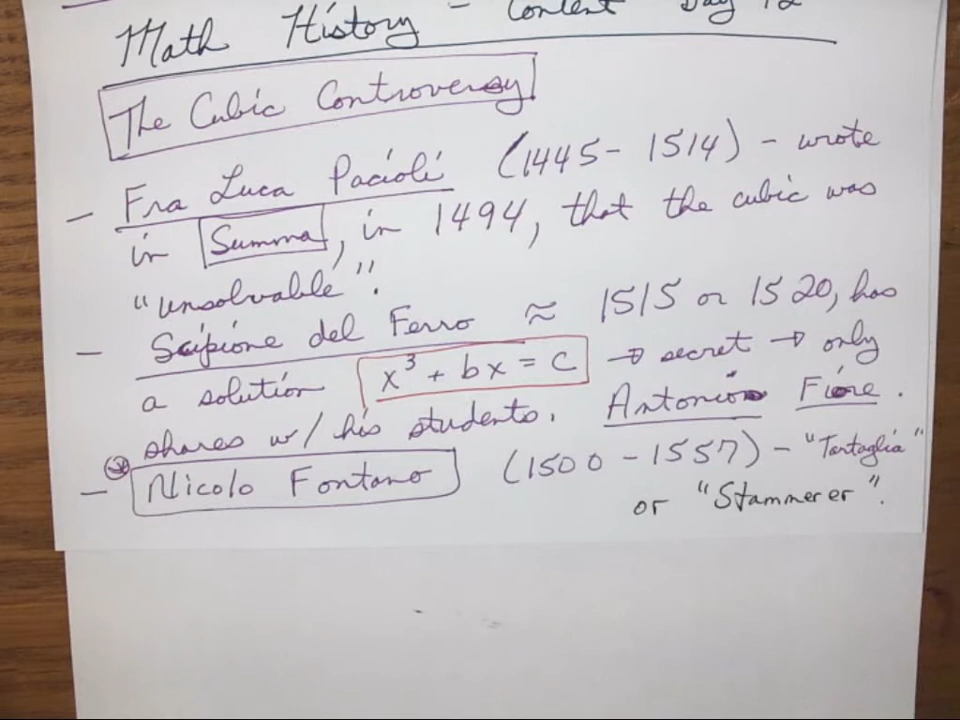 Math History - Content Day 12
The Cubic Controversy
- Fra Luca Pacioli (1445-1514) - wrote
in Summa, in 1494, that the cubic was
"unsolvable".
- Scipione del Ferro ≈ 1515 or 1520, has
a solution x³ + bx = c → secret → only
shares w/ his students. Antonio Fiore.
- Nicolo Fontano (1500-1557) - "Tartaglia"
or "Stammerer".